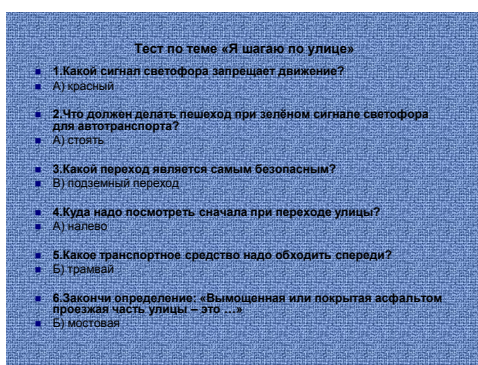 Тест по теме «Я шагаю по улице»
1.Какой сигнал светофора запрещает движение?
А) красный
2.Что должен делать пешеход при зелёном сигнале светофора
для автотранспорта?
А) стоять
3.Какой переход является самым безопасным?
В) подземный переход
4.Куда надо посмотреть сначала при переходе улицы?
А) налево
5.Какое транспортное средство надо обходить спереди?
Б) трамвай
6.Закончи определение: «Вымощенная или покрытая асфальтом
проезжая часть улицы – это …»
Б) мостовая